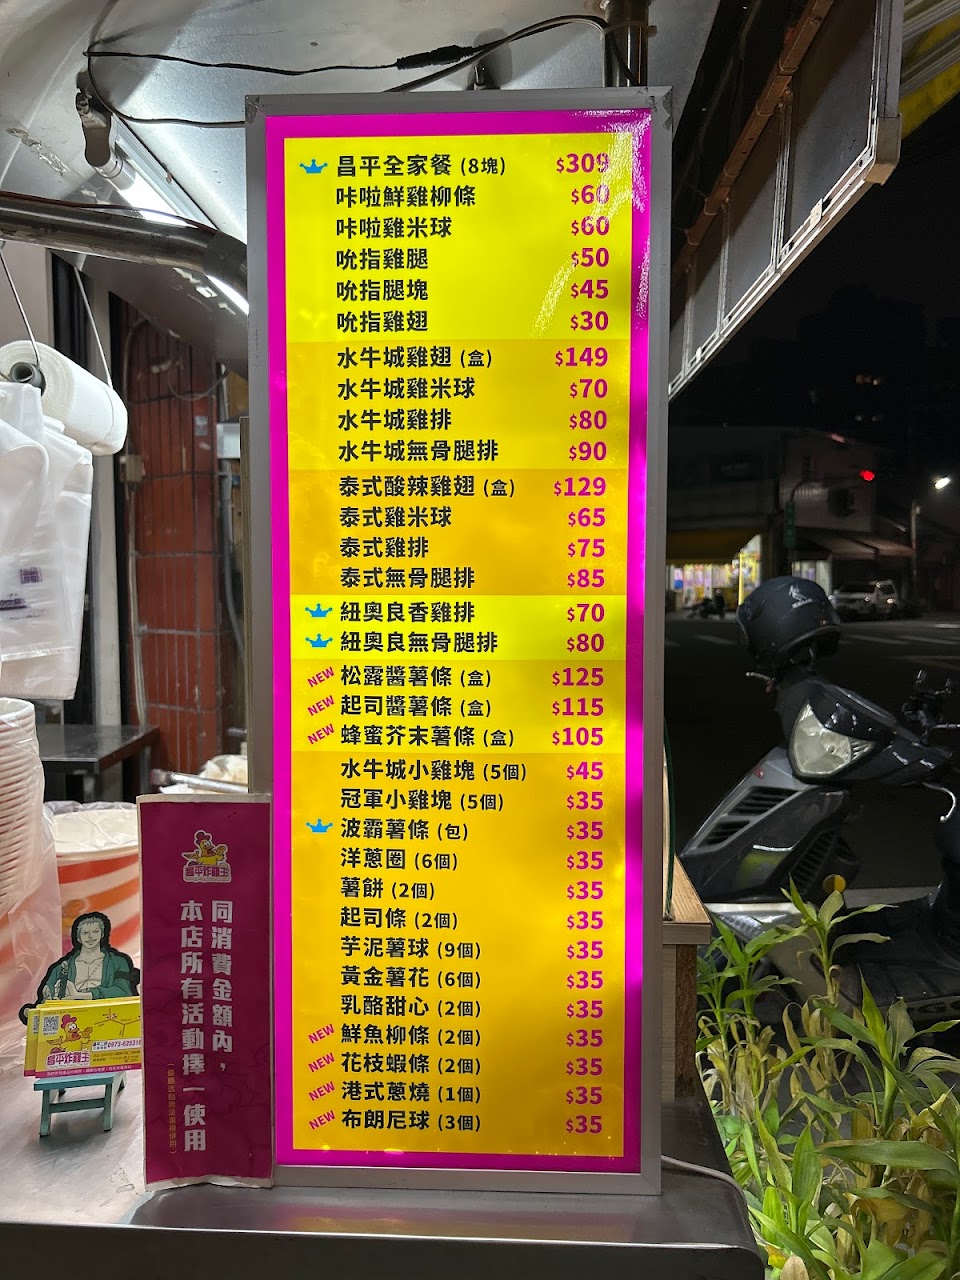 昌平全家餐 (8塊) $309
咔啦鮮雞柳條 $60
咔啦雞米球 $60
吮指雞腿 $50
吮指腿塊 $45
吮指雞翅 $30
水牛城雞翅 (盒) $149
水牛城雞米球 $70
水牛城雞排 $80
水牛城無骨腿排 $90
泰式酸辣雞翅 (盒) $129
泰式雞米球 $65
泰式雞排 $75
泰式無骨腿排 $85
紐奧良香雞排 $70
紐奧良無骨腿排 $80
NEW 松露醬薯條 (盒) $125
NEW 起司醬薯條 (盒) $115
NEW 蜂蜜芥末薯條 (盒) $105
水牛城小雞塊 (5個) $45
冠軍小雞塊 (5個) $35
波霸薯條 (包) $35
洋蔥圈 (6個) $35
薯餅 (2個) $35
起司條 (2個) $35
芋泥薯球 (9個) $35
黃金薯花 (6個) $35
乳酪甜心 (2個) $35
NEW 鮮魚柳條 (2個) $35
NEW 花枝蝦條 (2個) $35
NEW 港式蔥燒 (1個) $35
NEW 布朗尼球 (3個) $35
昌平炸雞王
同消費金額內，
本店所有活動擇一使用
昌平炸雞王